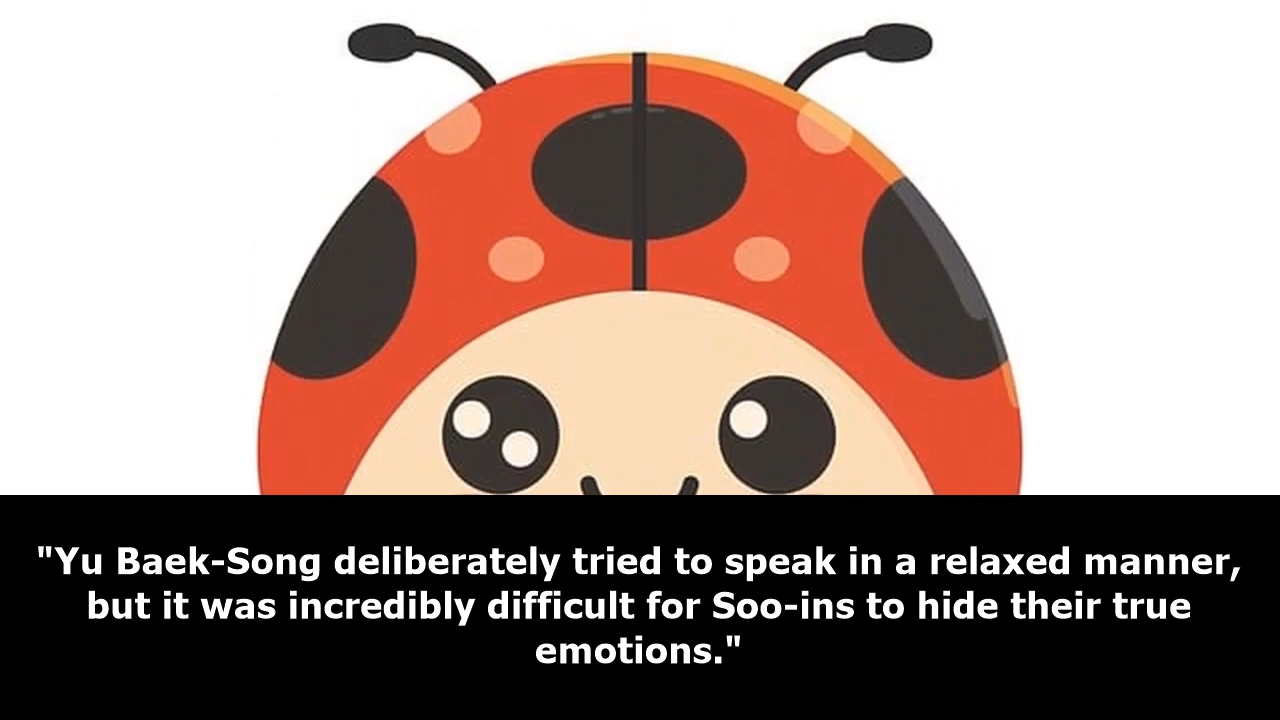 "Yu Baek-Song deliberately tried to speak in a relaxed manner,
but it was incredibly difficult for Soo-ins to hide their true
emotions."